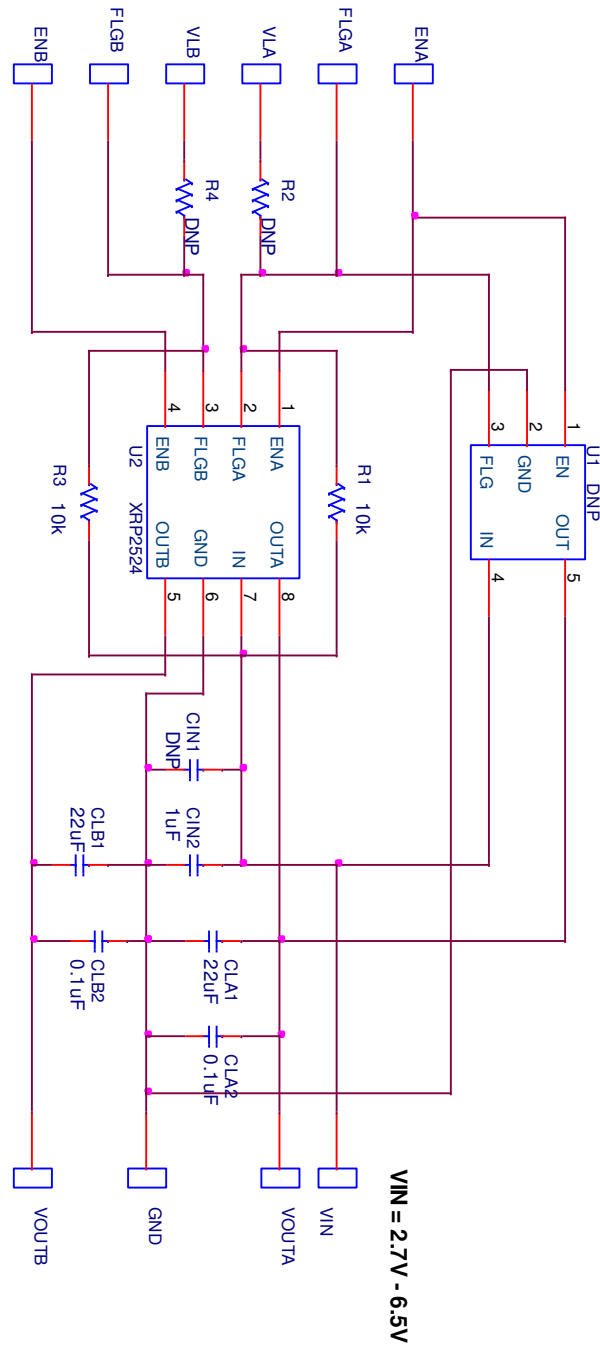 ENA
FLGA
VLA
VLB
FLGB
ENB
R2
DNP
R4
DNP
U1 DNP
1
EN
2
GND
3
FLG
OUT
5
IN
4
R1
10k
1
ENA
2
FLGA
3
FLGB
4
ENB
OUTA
8
IN
7
GND
6
OUTB
5
U2
XRP2524
R3
10k
CIN1
DNP
CIN2
1uF
CLB1
22uF
CLB2
0.1uF
CLA1
22uF
CLA2
0.1uF
VIN = 2.7V - 6.5V
VIN
VOUTA
GND
VOUTB